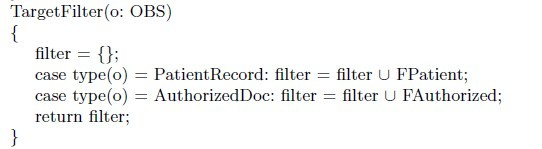 TargetFilter(o: OBS)
{
filter = {};
case type(o) = PatientRecord: filter = filter ∪ FPatient;
case type(o) = AuthorizedDoc: filter = filter ∪ FAuthorized;
return filter;
}